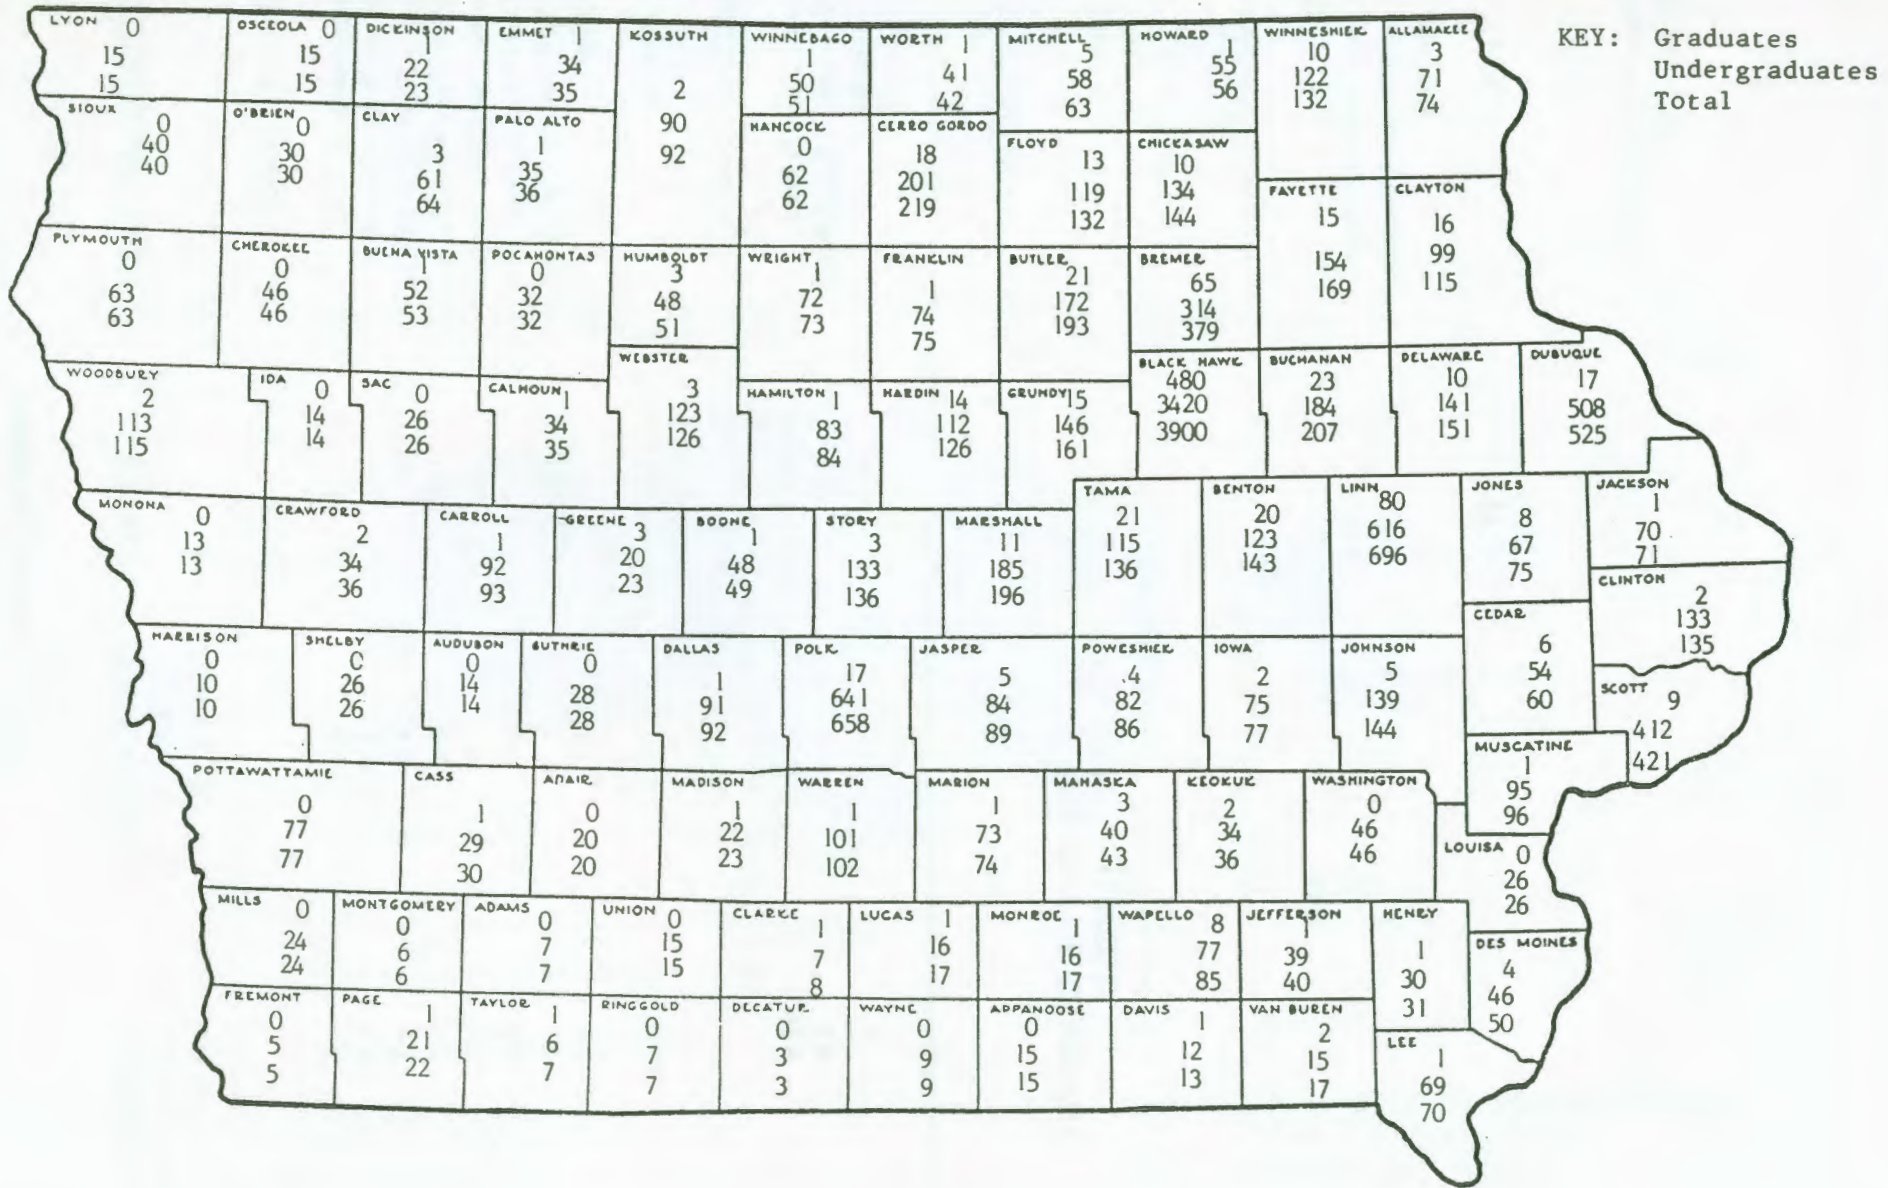 KEY: Graduates
Undergraduates
Total
LYON 0
15
15
OSCEOLA 0
15
15
DICKINSON
1
22
23
EMMET 1
34
35
KOSSUTH
2
90
92
WINNEBAGO
1
50
51
WORTH 1
41
42
MITCHELL
5
58
63
HOWARD
1
55
56
WINNESHIEK
10
122
132
ALLAMAKEE
3
71
74
SIOUX
0
40
40
O'BRIEN
0
30
30
CLAY
3
61
64
PALO ALTO
1
35
36
HANCOCK
0
62
62
CERRO GORDO
18
201
219
FLOYD
13
119
132
CHICKASAW
10
134
144
FAYETTE
15
154
169
CLAYTON
16
99
115
PLYMOUTH
0
63
63
CHEROKEE
0
46
46
BUENA VISTA
1
52
53
POCAHONTAS
0
32
32
HUMBOLDT
3
48
51
WRIGHT
1
72
73
FRANKLIN
1
74
75
BUTLER
21
172
193
BREMER
65
314
379
WOODBURY
2
113
115
IDA
0
14
14
SAC
0
26
26
CALHOUN 1
34
35
WEBSTER
3
123
126
HAMILTON 1
83
84
HARDIN 14
112
126
GRUNDY 15
146
161
BLACK HAWK
480
3420
3900
BUCHANAN
23
184
207
DELAWARE
10
141
151
DUBUQUE
17
508
525
MONONA
0
13
13
CRAWFORD
2
34
36
CARROLL
1
92
93
GREENE 3
20
23
BOONE
1
48
49
STORY
3
133
136
MARSHALL
11
185
196
TAMA
21
115
136
BENTON
20
123
143
LINN 80
616
696
JONES
8
67
75
JACKSON
1
70
71
CLINTON
2
133
135
CEDAR
6
54
60
HARRISON
0
10
10
SHELBY
0
26
26
AUDUBON
0
14
14
GUTHRIE
0
28
28
DALLAS
1
91
92
POLK
17
641
658
JASPER
5
84
89
POWESHIEK
4
82
86
IOWA
2
75
77
JOHNSON
5
139
144
SCOTT
9
412
421
MUSCATINE
1
95
96
POTTAWATTAMIE
0
77
77
CASS
1
29
30
ADAIR
0
20
20
MADISON
1
22
23
WARREN
1
101
102
MARION
1
73
74
MAHASKA
3
40
43
KEOKUK
2
34
36
WASHINGTON
0
46
46
LOUISA 0
26
26
MILLS 0
24
24
MONTGOMERY
0
6
6
ADAMS 0
7
7
UNION 0
15
15
CLARKE
1
7
8
LUCAS 1
16
17
MONROE
1
16
17
WAPELLO 8
77
85
JEFFERSON
1
39
40
HENRY
1
30
31
DES MOINES
4
46
50
FREMONT
0
5
5
PAGE
1
21
22
TAYLOR
1
6
7
RINGGOLD
0
7
7
DECATUR
0
3
3
WAYNE
0
9
9
APPANOOSE
0
15
15
DAVIS
1
12
13
VAN BUREN
2
15
17
LEE
1
69
70